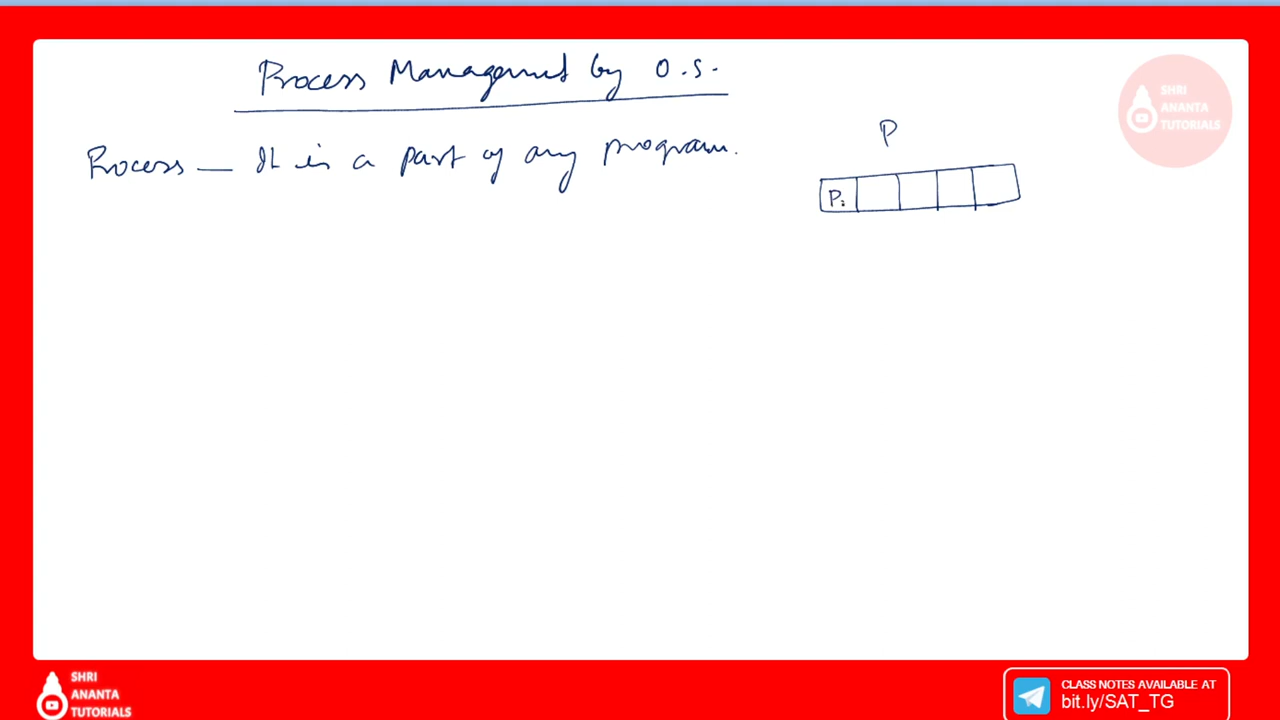 Process Management by O.S.
Process — It is a part of any program.
P
P1
SHRI
ANANTA
TUTORIALS
SHRI
ANANTA
TUTORIALS
CLASS NOTES AVAILABLE AT
bit.ly/SAT_TG